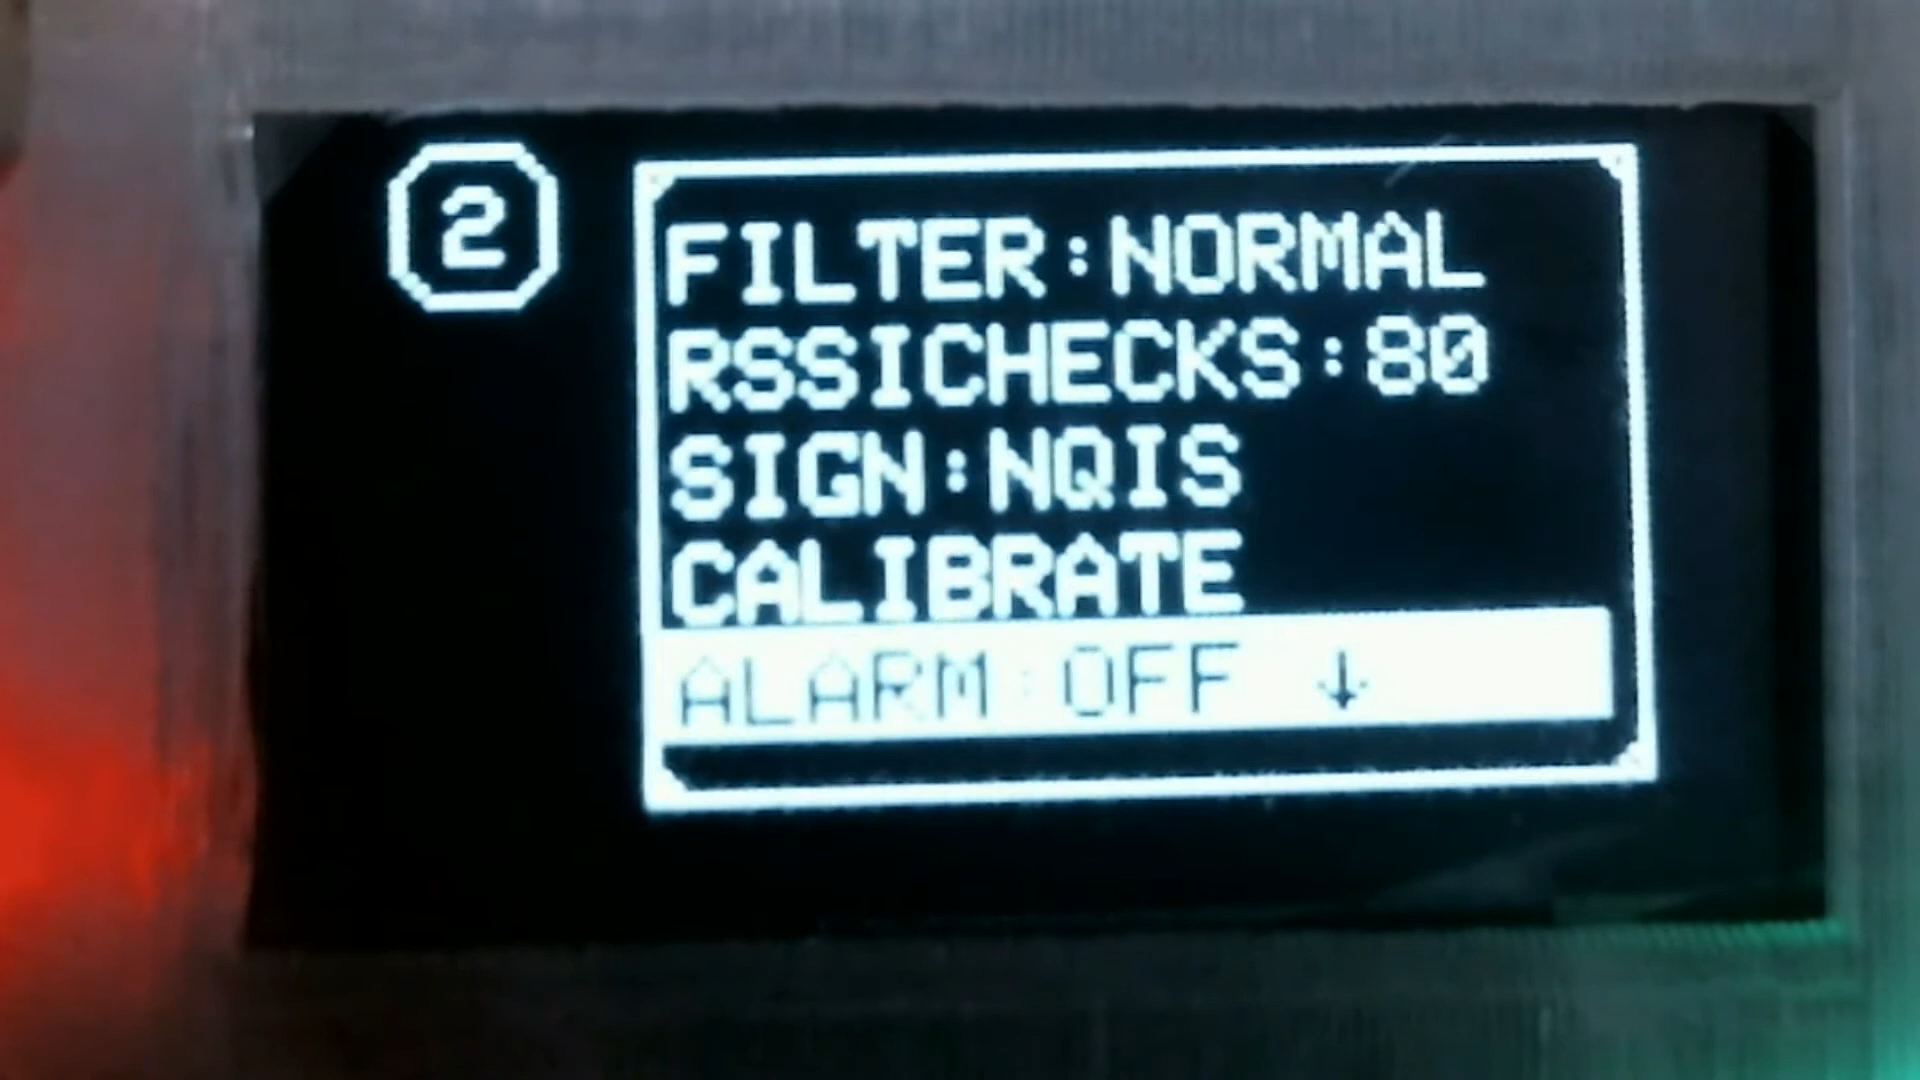 2
FILTER:NORMAL
RSSICHECKS:80
SIGN:NQIS
CALIBRATE
ALARM:OFF ↓